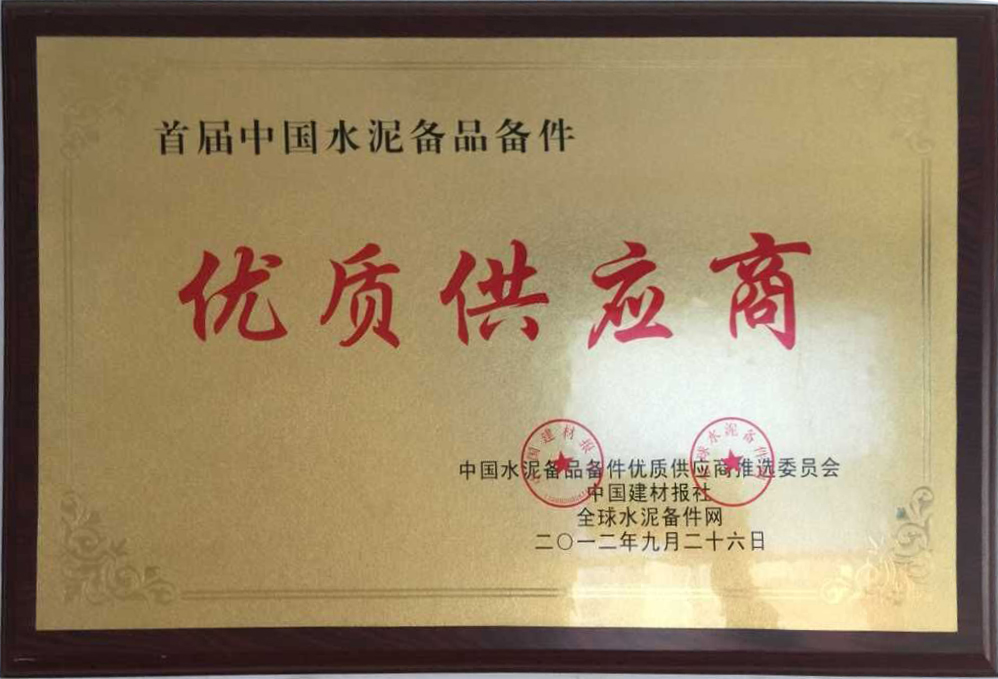 首届中国水泥备品备件
优质供应商
中国水泥备品备件优质供应商推选委员会
中国建材报社
全球水泥备件网
二〇一二年九月二十六日